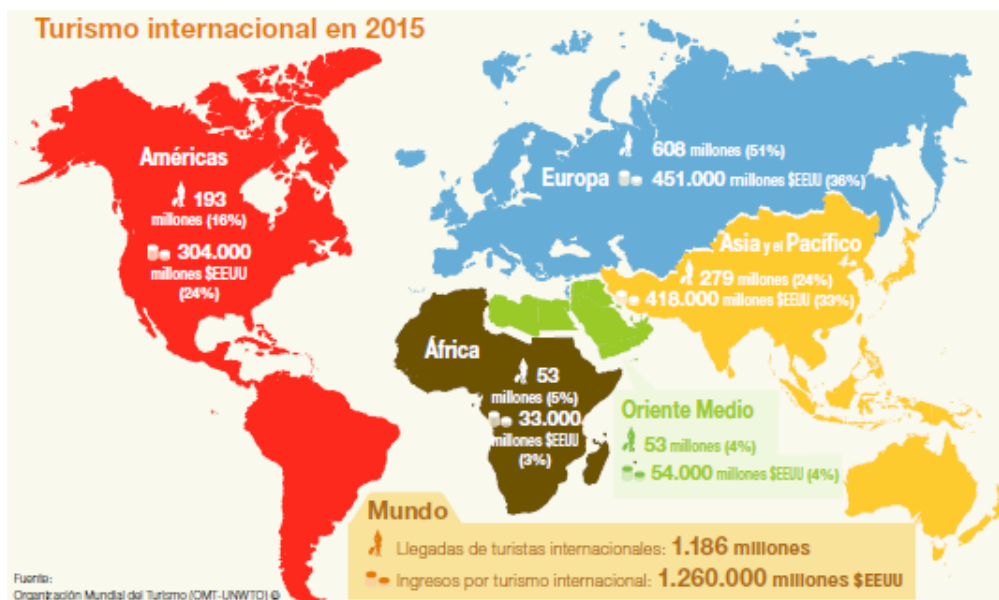 Turismo internacional en 2015
Américas
193
millones (16%)
304.000
millones $EEUU
(24%)
608 millones (51%)
Europa
451.000 millones $EEUU (36%)
Asia y el Pacífico
279 millones (24%)
418.000 millones $EEUU (33%)
África
53
millones (5%)
33.000
millones $EEUU
(3%)
Oriente Medio
53 millones (4%)
54.000 millones $EEUU (4%)
Mundo
Llegadas de turistas internacionales: 1.186 millones
Ingresos por turismo internacional: 1.260.000 millones $EEUU
Fuente:
Organización Mundial del Turismo (OMT-UNWTO) ©